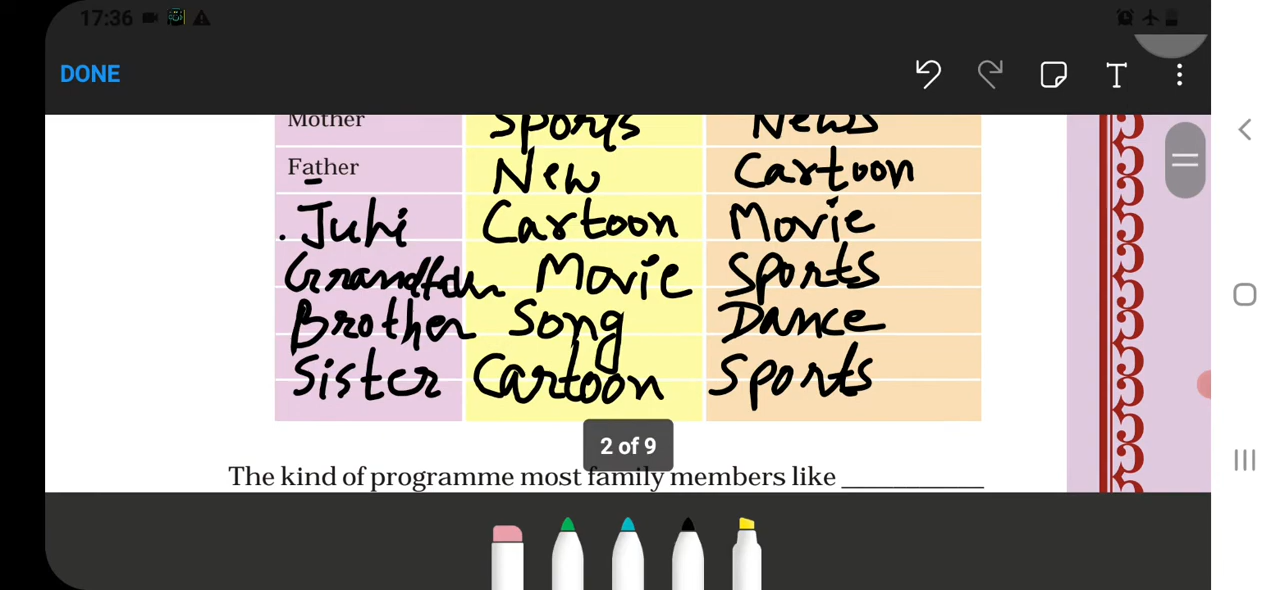 17:36
DONE
Mother Sports News
Father New Cartoon
Juhi Cartoon Movie
Movie Sports
Brother Song Dance
Sister Cartoon Sports
2 of 9
The kind of programme most family members like ___________